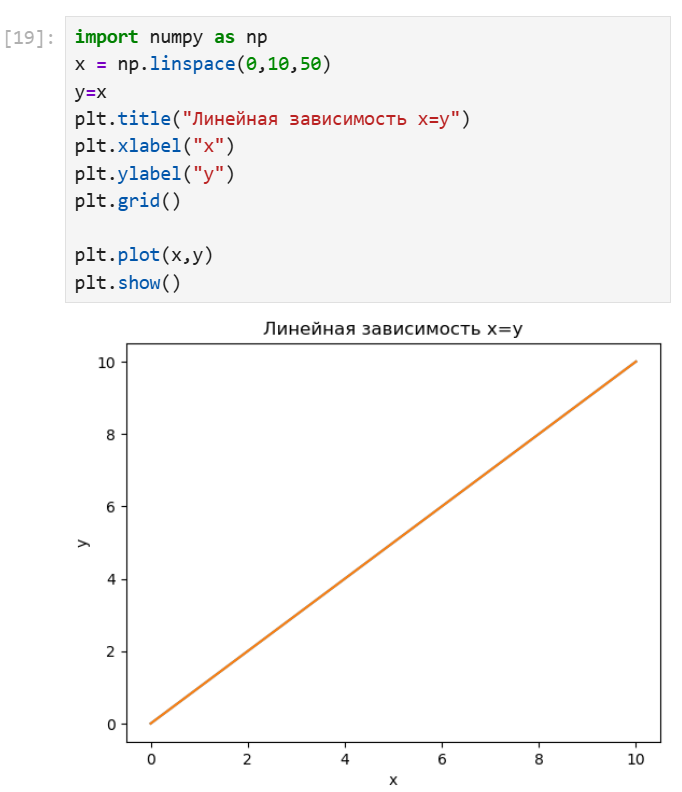 [19]: import numpy as np
x = np.linspace(0,10,50)
y=x
plt.title("Линейная зависимость x=y")
plt.xlabel("x")
plt.ylabel("y")
plt.grid()
plt.plot(x,y)
plt.show()
Линейная зависимость x=y
10
8
6
4
2
0
y
0 2 4 6 8 10
x